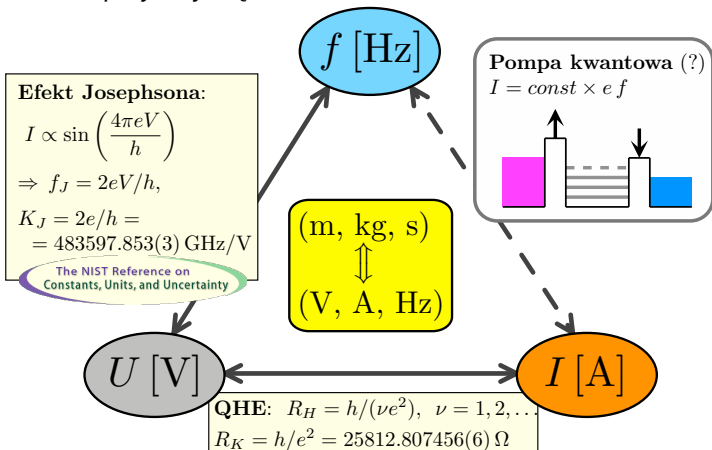 f [Hz]
Efekt Josephsona:
I ∝ sin (4πeV / h)
⇒ f_J = 2eV/h,
K_J = 2e/h =
= 483597.853(3) GHz/V
The NIST Reference on
Constants, Units, and Uncertainty
Pompa kwantowa (?)
I = const × e f
(m, kg, s)
⇕
(V, A, Hz)
U [V]
I [A]
QHE: R_H = h/(νe²), ν = 1, 2, ...
R_K = h/e² = 25812.807456(6) Ω